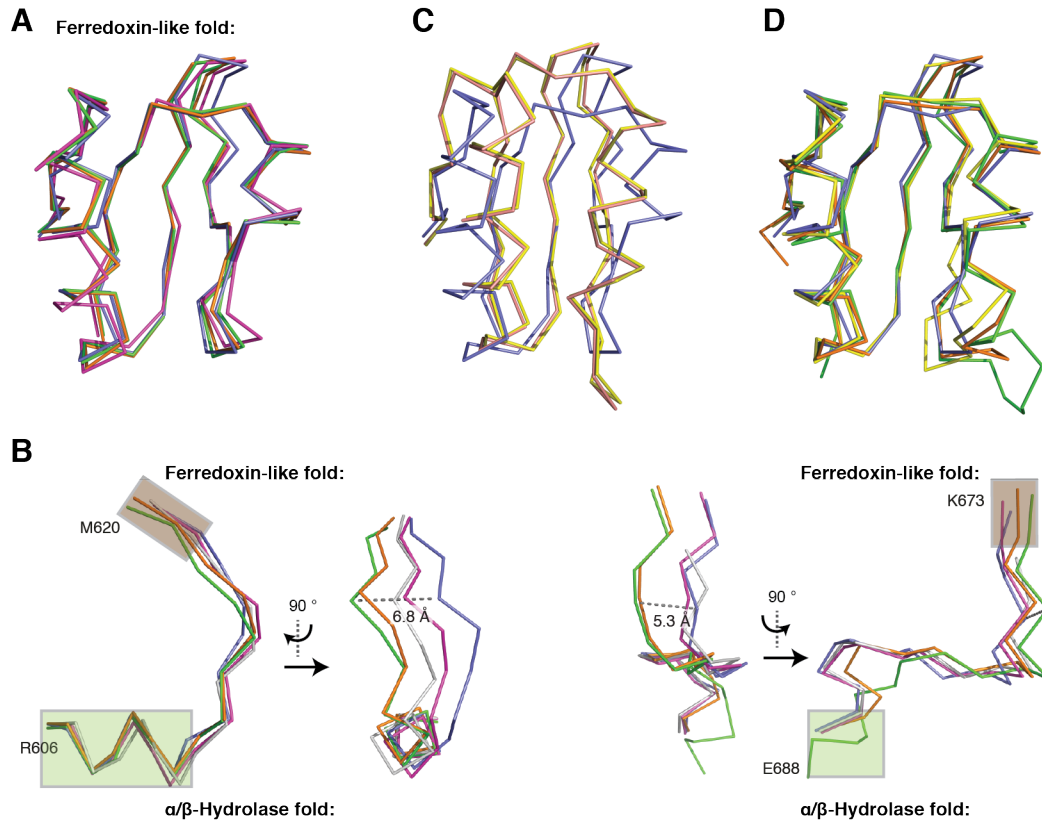 A
Ferredoxin-like fold:
C
D
B
Ferredoxin-like fold:
M620
90 °
6.8 Å
R606
α/β-Hydrolase fold:
Ferredoxin-like fold:
K673
90 °
5.3 Å
E688
α/β-Hydrolase fold: